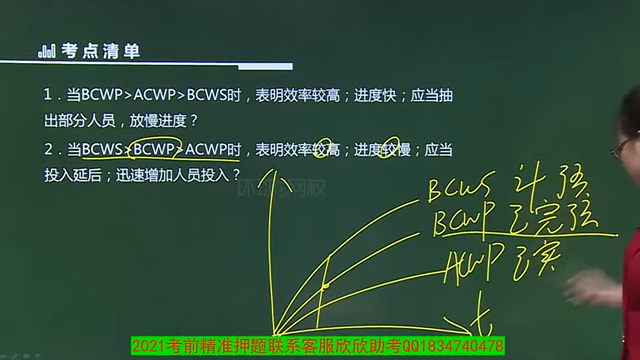 考点清单
1．当BCWP>ACWP>BCWS时，表明效率较高；进度快；应当抽
出部分人员，放慢进度？
2．当BCWS>BCWP>ACWP时，表明效率较高；进度较慢；应当
投入延后；迅速增加人员投入？
BCWS 计预
BCWP 已完预
ACWP 已实
t
2021考前精准押题联系客服欣欣助考QQ1834740478